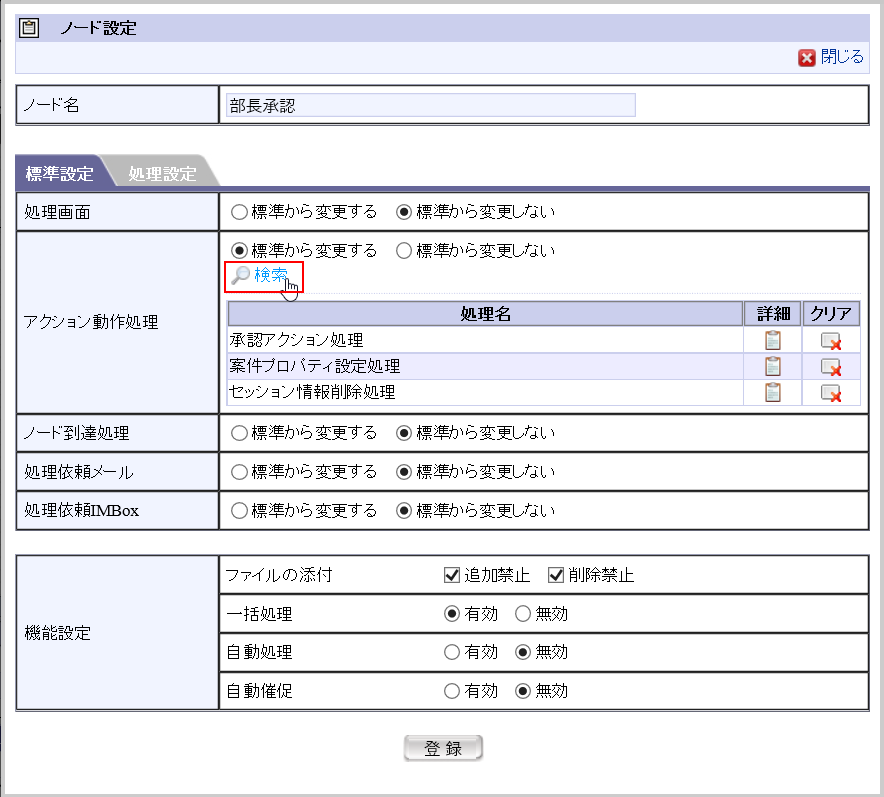 ノード設定
閉じる
ノード名 部長承認
標準設定 処理設定
処理画面 標準から変更する 標準から変更しない
アクション動作処理 標準から変更する 標準から変更しない
検索
処理名 詳細 クリア
承認アクション処理
案件プロパティ設定処理
セッション情報削除処理
ノード到達処理 標準から変更する 標準から変更しない
処理依頼メール 標準から変更する 標準から変更しない
処理依頼IMBox 標準から変更する 標準から変更しない
機能設定
ファイルの添付 追加禁止 削除禁止
一括処理 有効 無効
自動処理 有効 無効
自動催促 有効 無効
登録